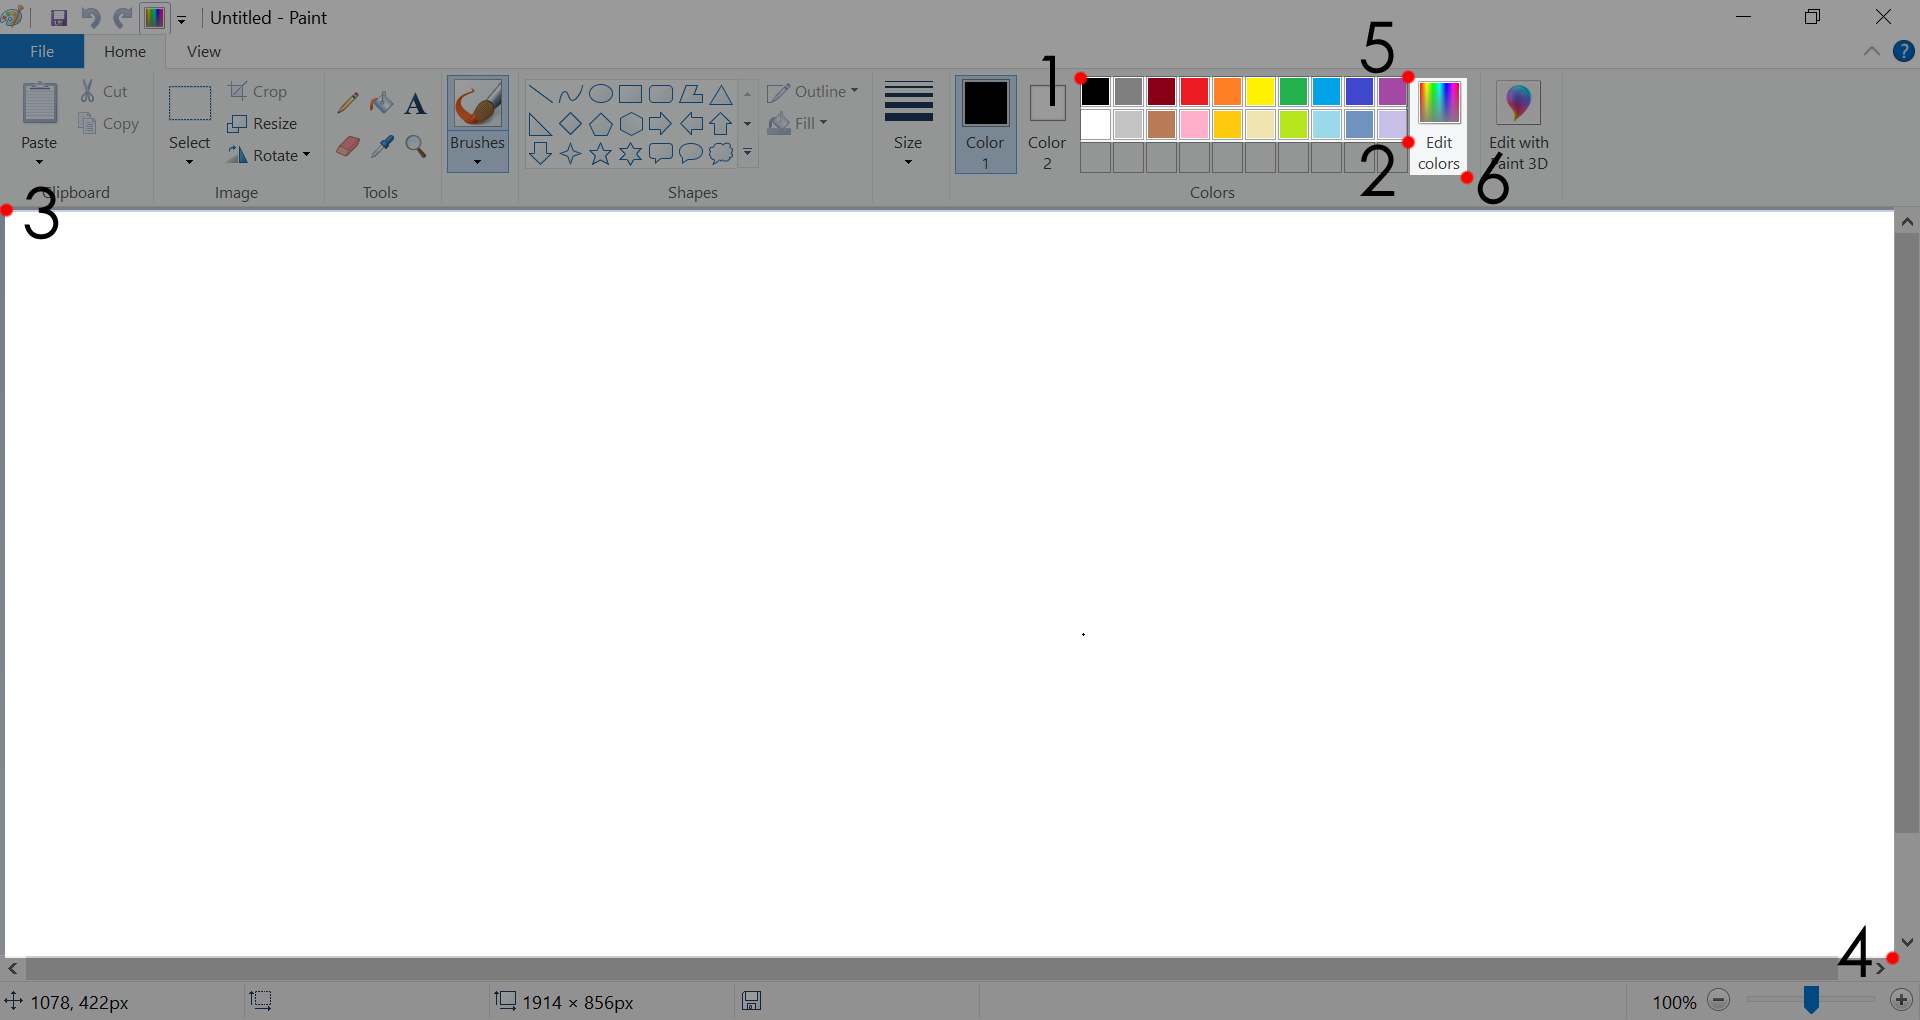 Untitled - Paint
File Home View
5
1
Cut
Copy
Paste
Clipboard
Select
Crop
Resize
Rotate
Image
A
Tools
Brushes
Shapes
Outline
Fill
Size
Color 1
Color 2
Edit colors
Edit with Paint 3D
Colors
2
6
3
4
1078, 422px
1914 × 856px
100%